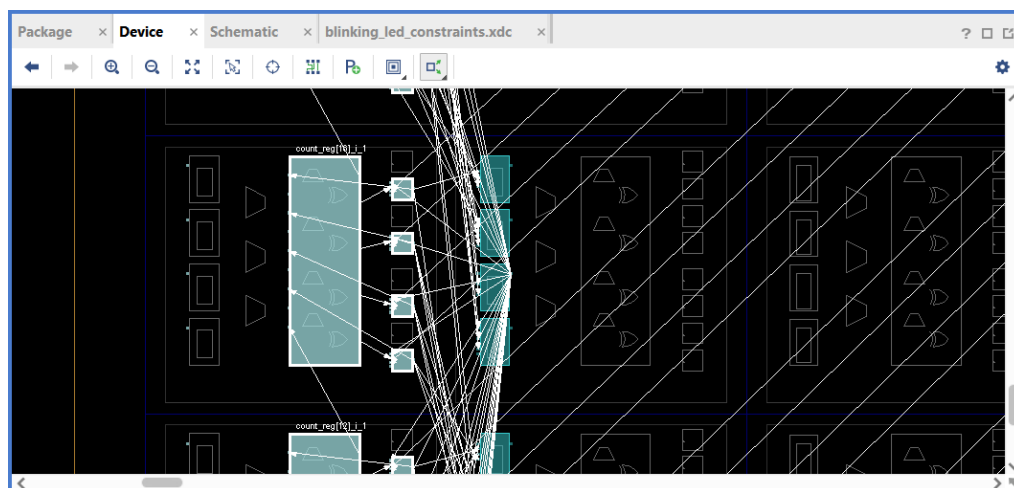 Package × Device × Schematic × blinking_led_constraints.xdc ×
?
count_reg[16]_i_1
count_reg[12]_i_1